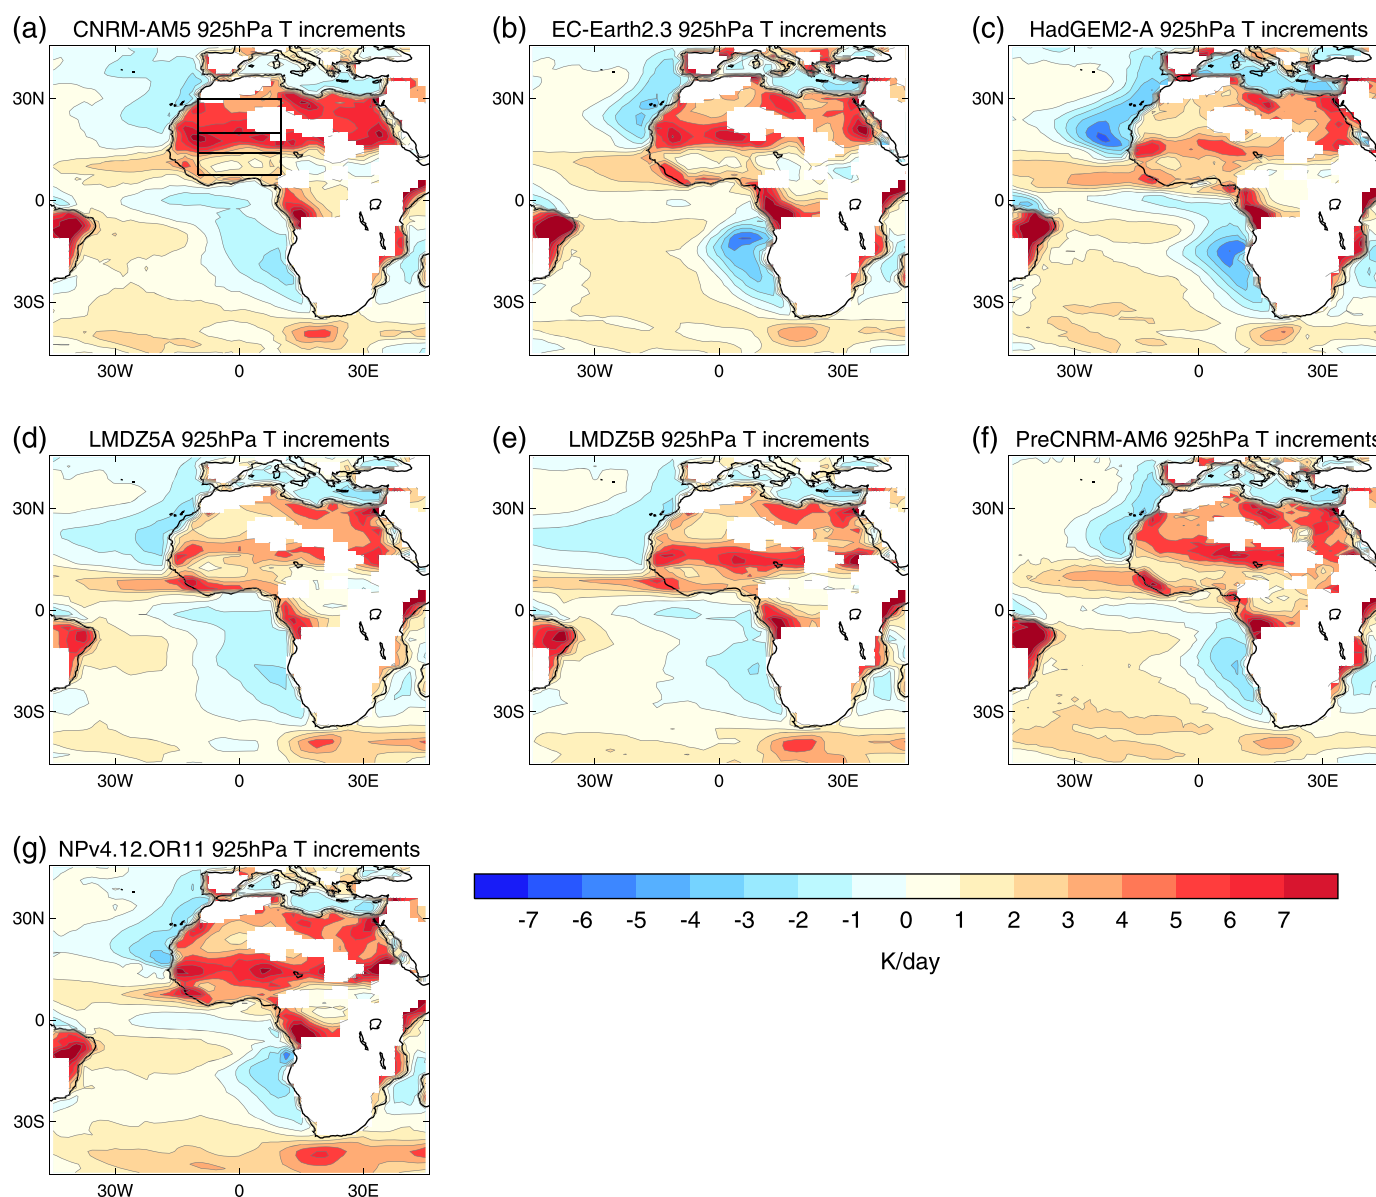 (a) CNRM-AM5 925hPa T increments
(b) EC-Earth2.3 925hPa T increments
(c) HadGEM2-A 925hPa T increments
30N 30N 30N
0 0 0
30S 30S 30S
30W 0 30E 30W 0 30E 30W 0 30E
(d) LMDZ5A 925hPa T increments
(e) LMDZ5B 925hPa T increments
(f) PreCNRM-AM6 925hPa T increments
30N 30N 30N
0 0 0
30S 30S 30S
30W 0 30E 30W 0 30E 30W 0 30E
(g) NPv4.12.OR11 925hPa T increments
30N
0
30S
30W 0 30E
-7 -6 -5 -4 -3 -2 -1 0 1 2 3 4 5 6 7
K/day